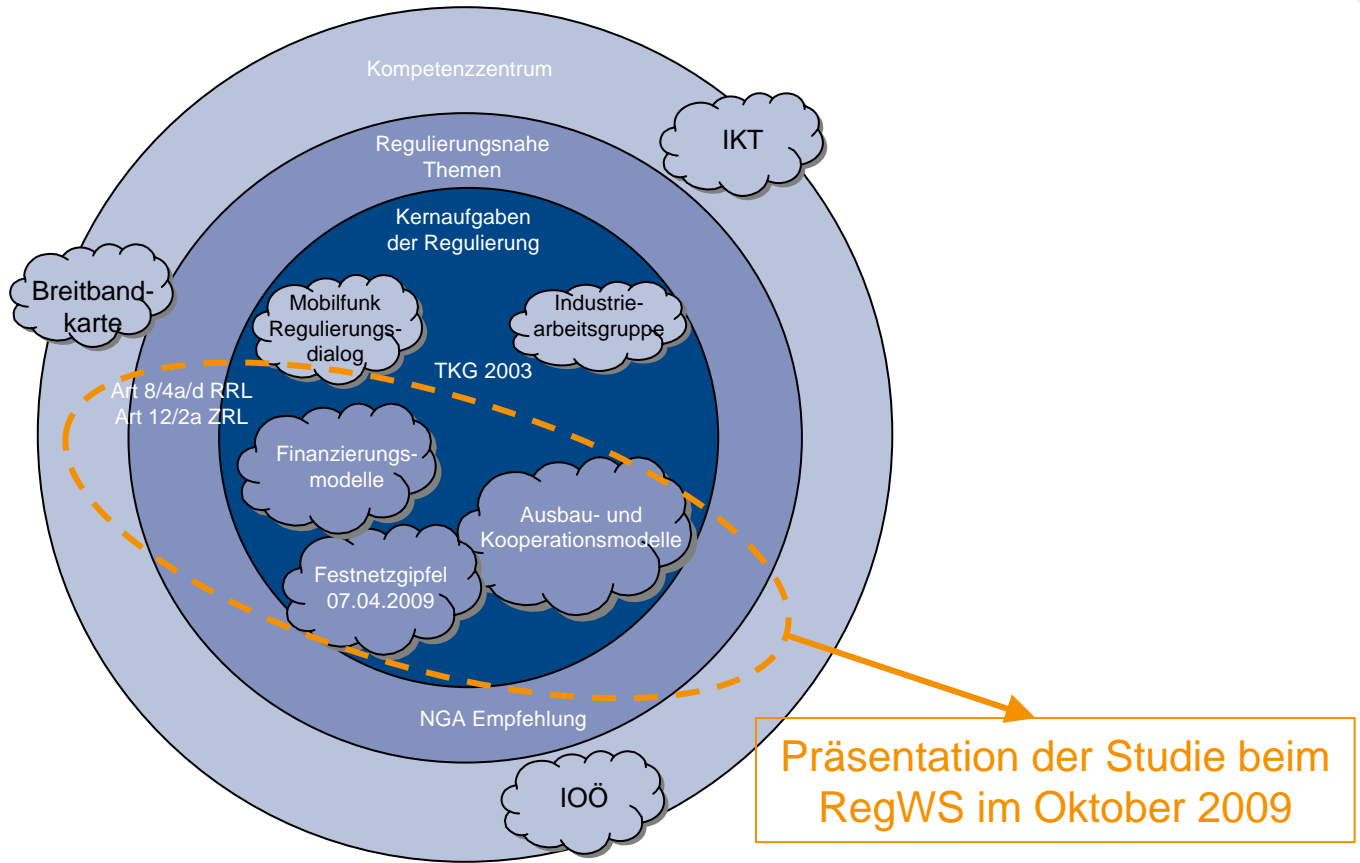 Kompetenzzentrum
IKT
Regulierungsnahe
Themen
Kernaufgaben
der Regulierung
Breitband-
karte
Mobilfunk
Regulierungs-
dialog
Industrie-
arbeitsgruppe
TKG 2003
Art 8/4a/d RRL
Art 12/2a ZRL
Finanzierungs-
modelle
Ausbau- und
Kooperationsmodelle
Festnetzgipfel
07.04.2009
NGA Empfehlung
IOÖ
Präsentation der Studie beim
RegWS im Oktober 2009